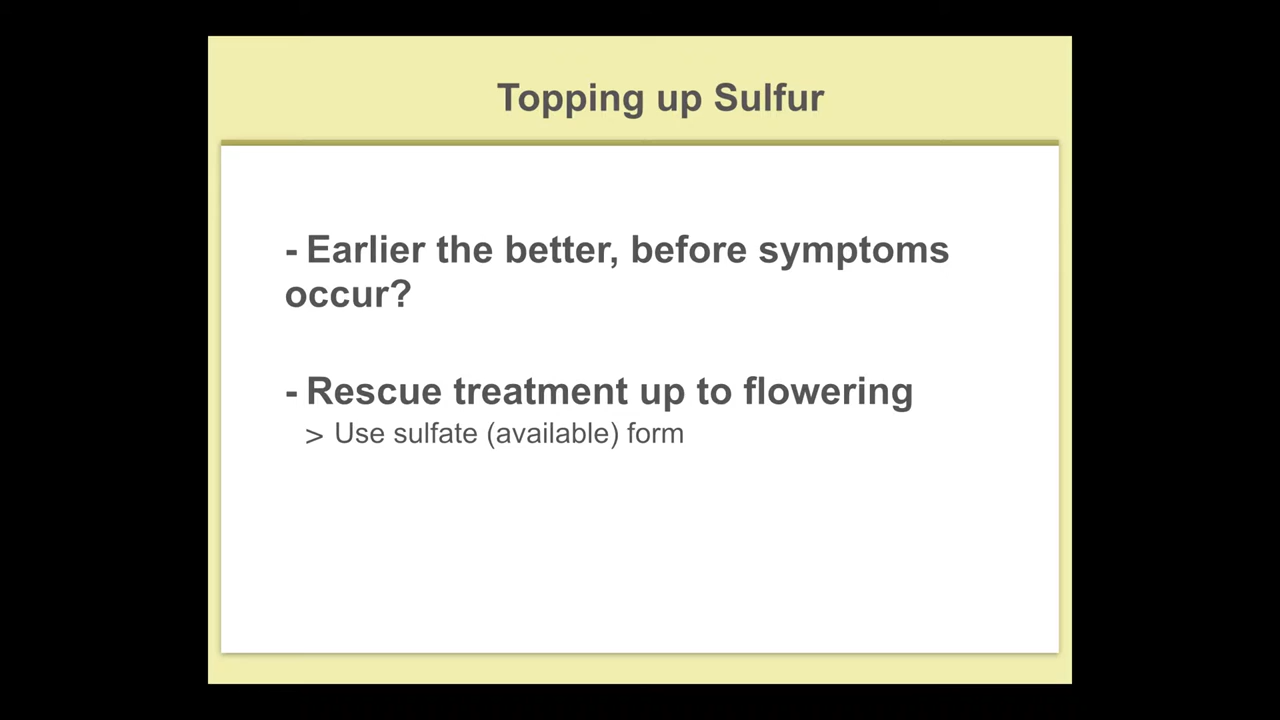 Topping up Sulfur
- Earlier the better, before symptoms
occur?
- Rescue treatment up to flowering
> Use sulfate (available) form